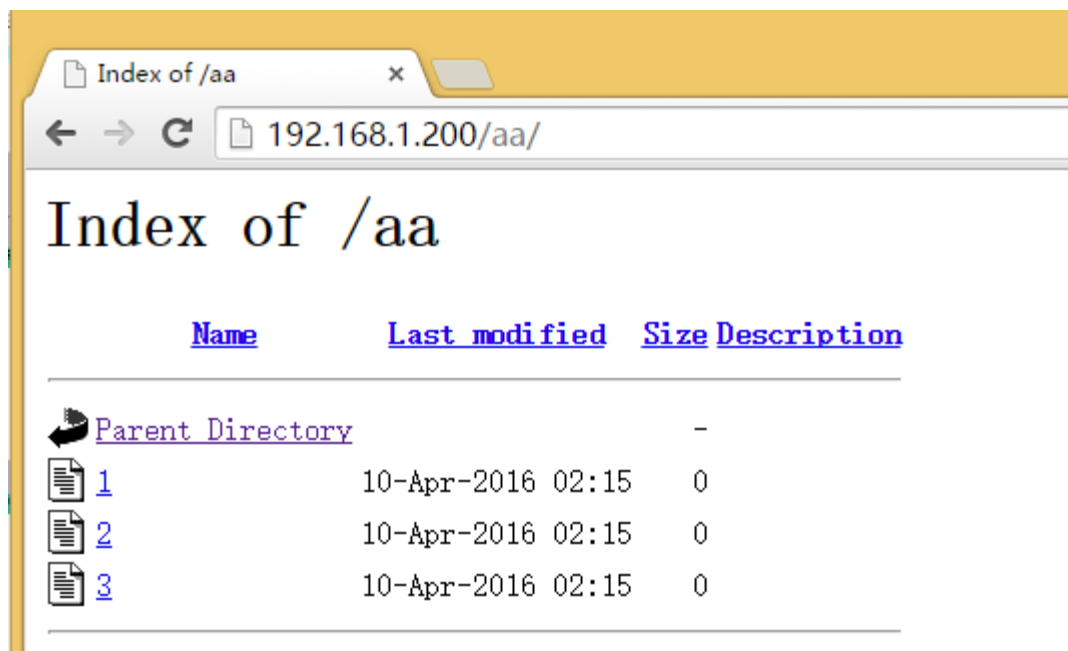 Index of /aa
192.168.1.200/aa/
Index of /aa
Name Last modified Size Description
Parent Directory -
1 10-Apr-2016 02:15 0
2 10-Apr-2016 02:15 0
3 10-Apr-2016 02:15 0